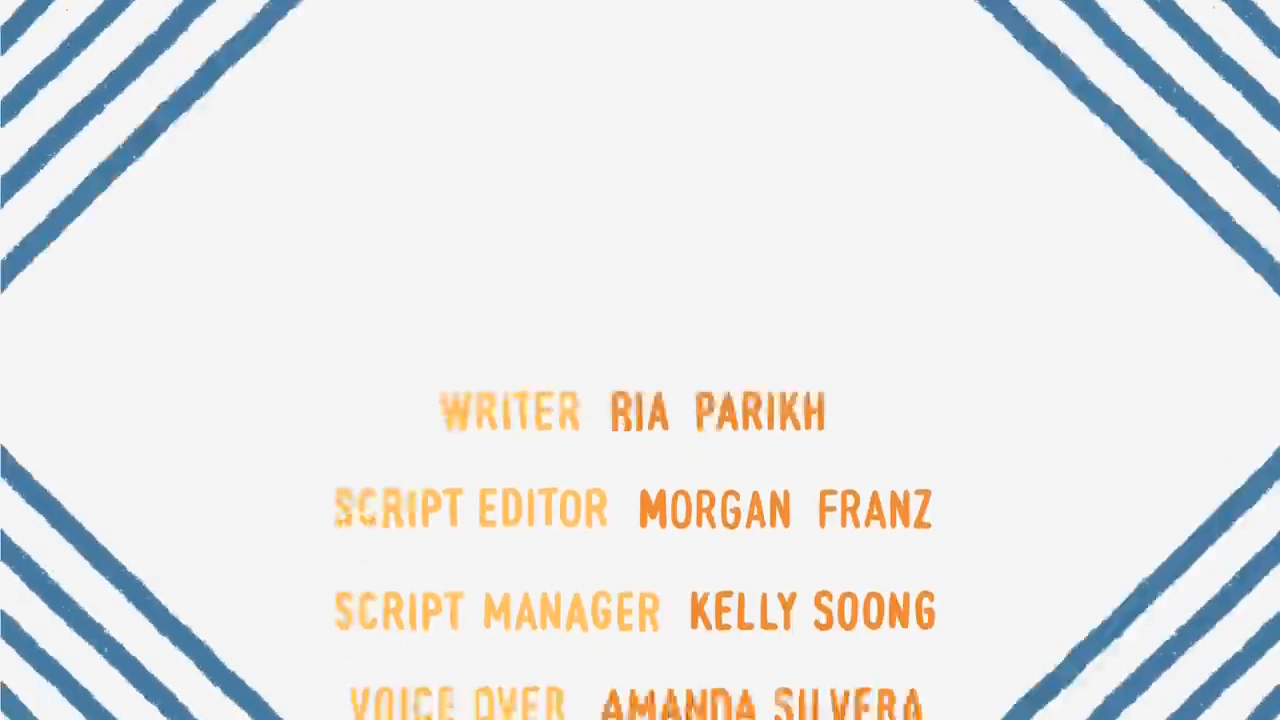 WRITER RIA PARIKH
SCRIPT EDITOR MORGAN FRANZ
SCRIPT MANAGER KELLY SOONG
VOICE OVER AMANDA SILVERA